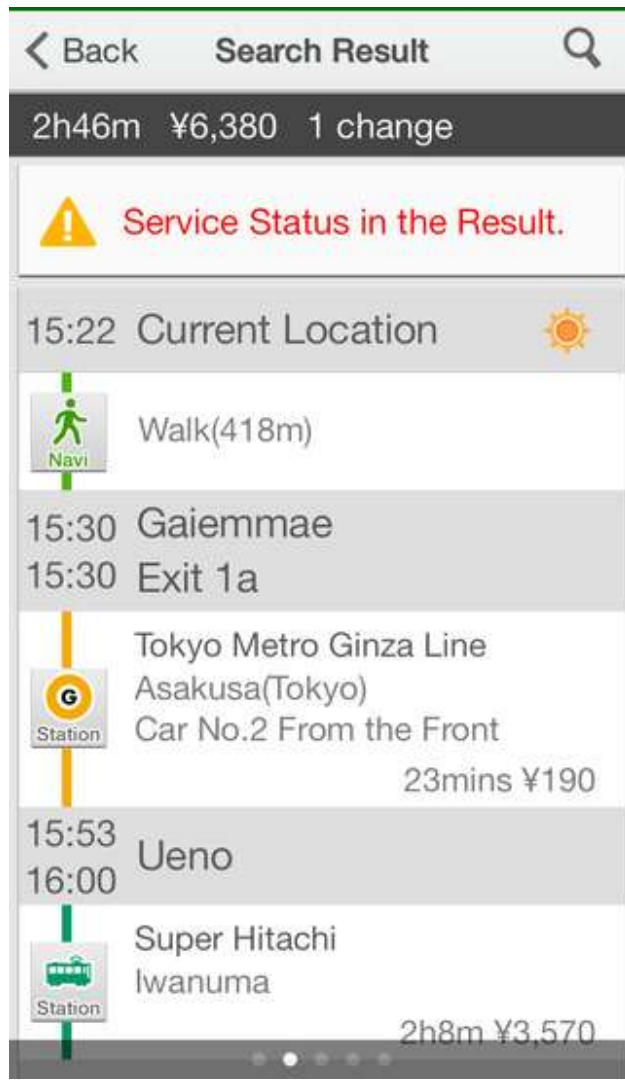 Back Search Result
2h46m ¥6,380 1 change
Service Status in the Result.
15:22 Current Location
Navi
Walk(418m)
15:30 Gaiemmae
15:30 Exit 1a
Tokyo Metro Ginza Line
G
Asakusa(Tokyo)
Station
Car No.2 From the Front
23mins ¥190
15:53
16:00
Ueno
Super Hitachi
Iwanuma
Station
2h8m ¥3,570